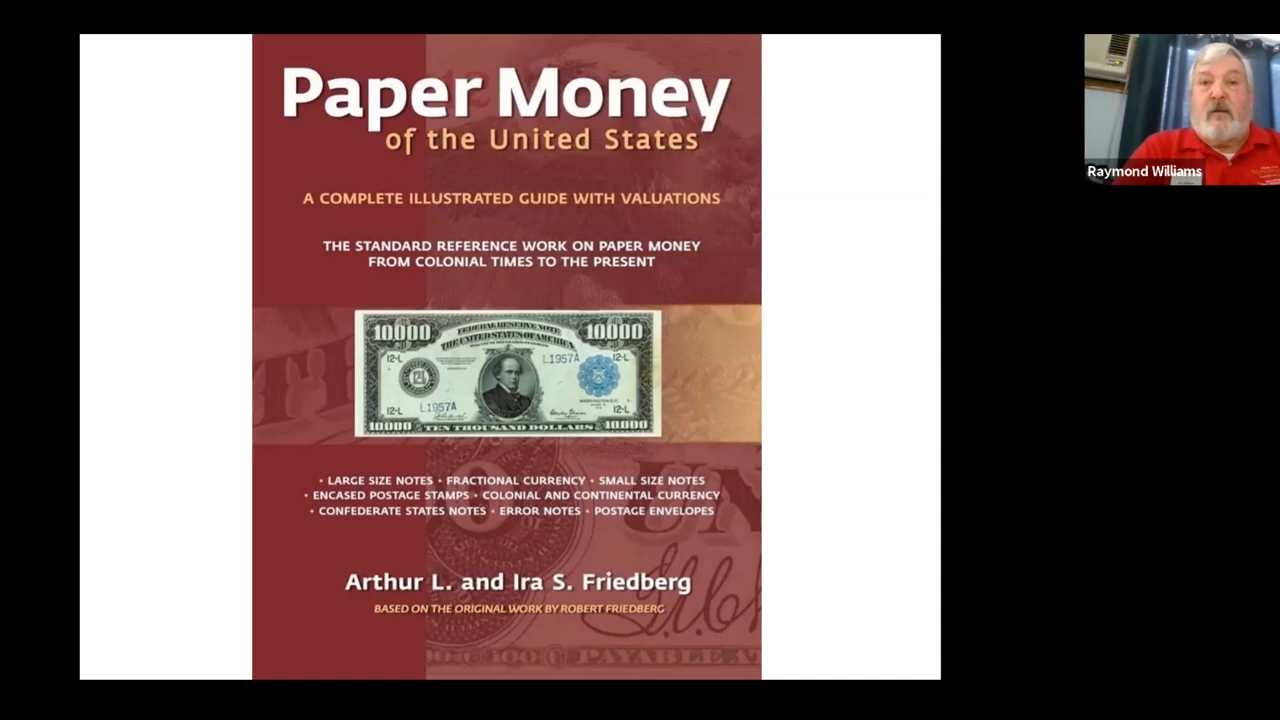 Paper Money
of the United States
A COMPLETE ILLUSTRATED GUIDE WITH VALUATIONS
THE STANDARD REFERENCE WORK ON PAPER MONEY
FROM COLONIAL TIMES TO THE PRESENT
10000 FEDERAL RESERVE NOTE 10000
THE UNITED STATES OF AMERICA
12-L L1957A 12-L
L1957A
12-L 12-L
10000 TEN THOUSAND DOLLARS 10000
• LARGE SIZE NOTES • FRACTIONAL CURRENCY • SMALL SIZE NOTES
• ENCASED POSTAGE STAMPS • COLONIAL AND CONTINENTAL CURRENCY
• CONFEDERATE STATES NOTES • ERROR NOTES • POSTAGE ENVELOPES
Arthur L. and Ira S. Friedberg
BASED ON THE ORIGINAL WORK BY ROBERT FRIEDBERG
PAYABLE AT
Raymond Williams